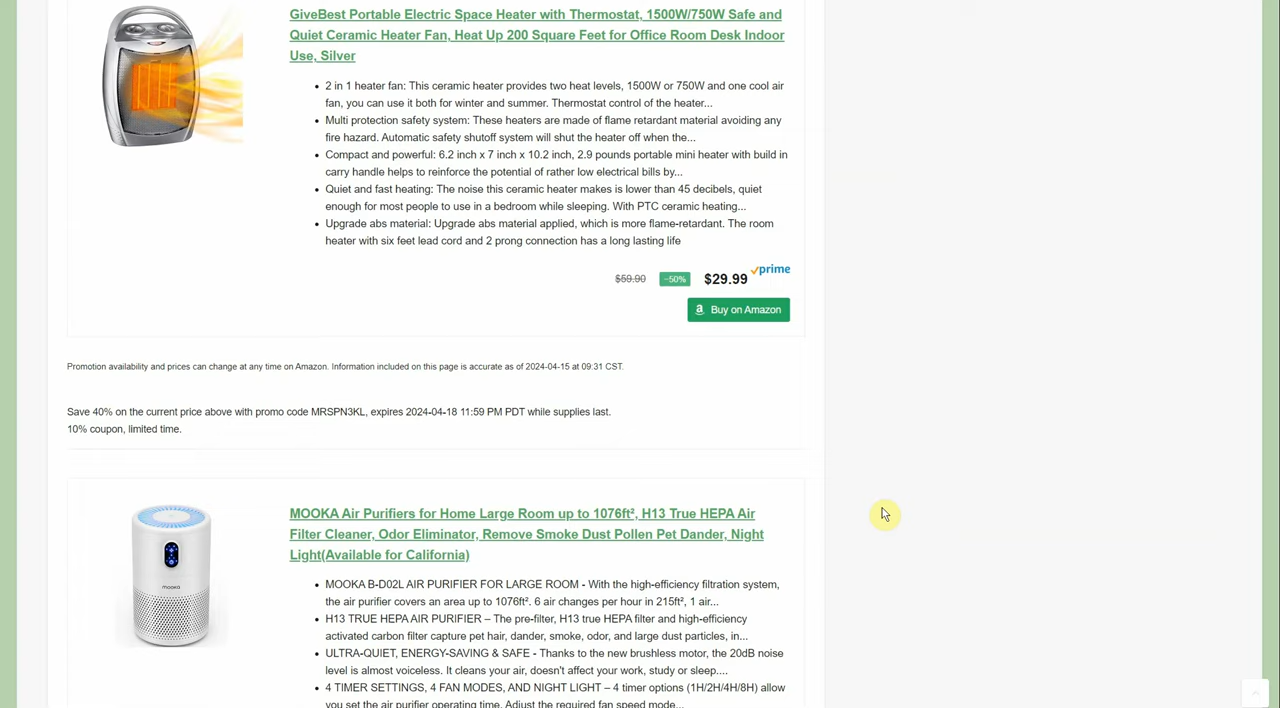 GiveBest Portable Electric Space Heater with Thermostat, 1500W/750W Safe and
Quiet Ceramic Heater Fan, Heat Up 200 Square Feet for Office Room Desk Indoor
Use, Silver
2 in 1 heater fan: This ceramic heater provides two heat levels, 1500W or 750W and one cool air
fan, you can use it both for winter and summer. Thermostat control of the heater...
Multi protection safety system: These heaters are made of flame retardant material avoiding any
fire hazard. Automatic safety shutoff system will shut the heater off when the...
Compact and powerful: 6.2 inch x 7 inch x 10.2 inch, 2.9 pounds portable mini heater with build in
carry handle helps to reinforce the potential of rather low electrical bills by...
Quiet and fast heating: The noise this ceramic heater makes is lower than 45 decibels, quiet
enough for most people to use in a bedroom while sleeping. With PTC ceramic heating...
Upgrade abs material: Upgrade abs material applied, which is more flame-retardant. The room
heater with six feet lead cord and 2 prong connection has a long lasting life
$59.90 −50% $29.99 prime
Buy on Amazon
Promotion availability and prices can change at any time on Amazon. Information included on this page is accurate as of 2024-04-15 at 09:31 CST.
Save 40% on the current price above with promo code MRSPN3KL, expires 2024-04-18 11:59 PM PDT while supplies last.
10% coupon, limited time.
mooka
MOOKA Air Purifiers for Home Large Room up to 1076ft², H13 True HEPA Air
Filter Cleaner, Odor Eliminator, Remove Smoke Dust Pollen Pet Dander, Night
Light(Available for California)
MOOKA B-D02L AIR PURIFIER FOR LARGE ROOM - With the high-efficiency filtration system,
the air purifier covers an area up to 1076ft². 6 air changes per hour in 215ft², 1 air...
H13 TRUE HEPA AIR PURIFIER – The pre-filter, H13 true HEPA filter and high-efficiency
activated carbon filter capture pet hair, dander, smoke, odor, and large dust particles, in...
ULTRA-QUIET, ENERGY-SAVING & SAFE - Thanks to the new brushless motor, the 20dB noise
level is almost voiceless. It cleans your air, doesn't affect your work, study or sleep....
4 TIMER SETTINGS, 4 FAN MODES, AND NIGHT LIGHT – 4 timer options (1H/2H/4H/8H) allow
you set the air purifier operating time. Adjust the required fan speed mode...